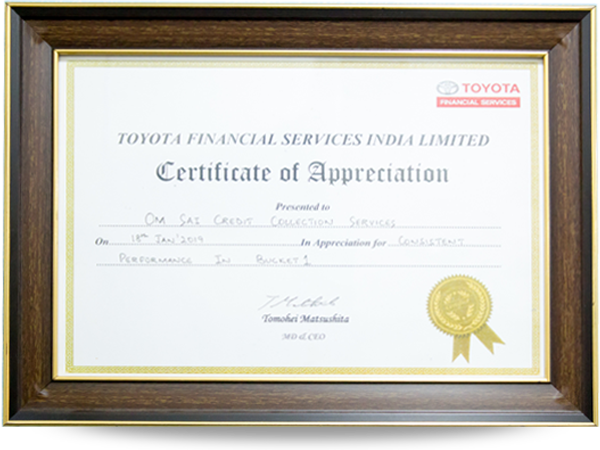 TOYOTA
FINANCIAL SERVICES
TOYOTA FINANCIAL SERVICES INDIA LIMITED
Certificate of Appreciation
Presented to
OM SAI CREDIT COLLECTION SERVICES
On 18th JAN'2019 In Appreciation for CONSISTENT
PERFORMANCE IN BUCKET 1
Tomohei Matsushita
MD & CEO